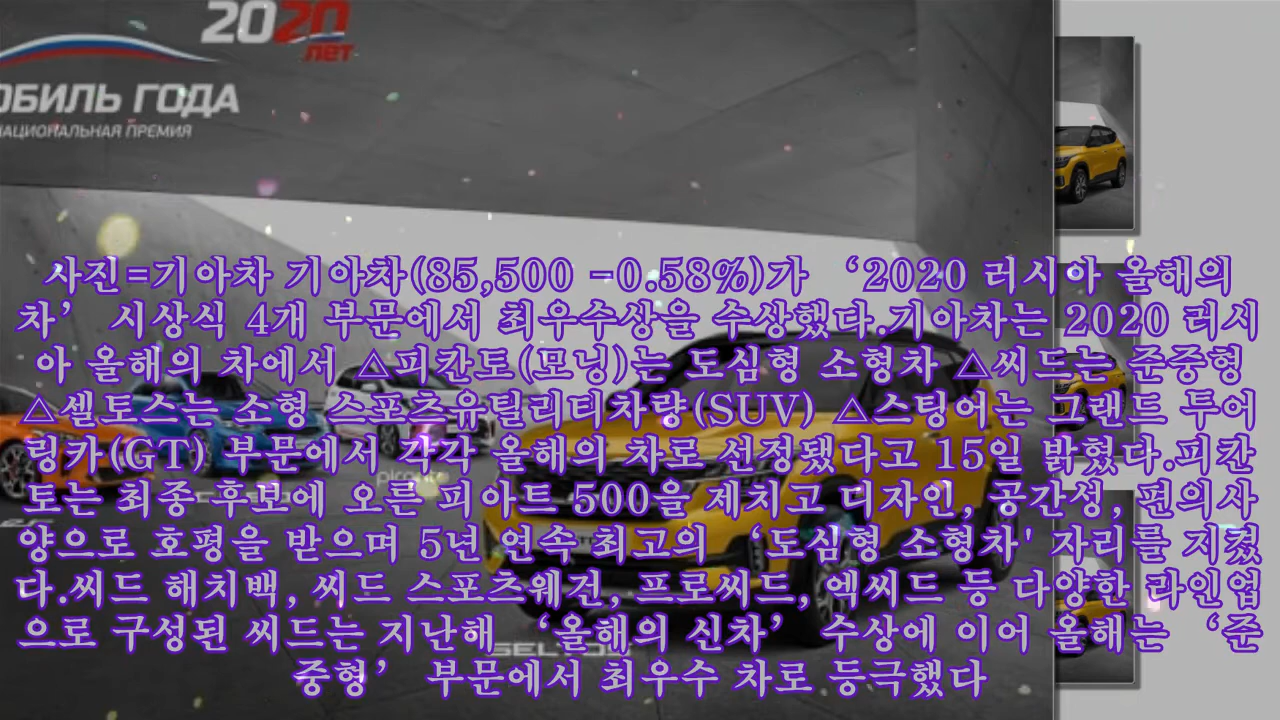 2020
лет
ОБИЛЬ ГОДА
НАЦИОНАЛЬНАЯ ПРЕМИЯ
사진=기아차 기아차(85,500 -0.58%)가 ‘2020 러시아 올해의
차’ 시상식 4개 부문에서 최우수상을 수상했다.기아차는 2020 러시
아 올해의 차에서 △피칸토(모닝)는 도심형 소형차 △씨드는 준중형
△셀토스는 소형 스포츠유틸리티차량(SUV) △스팅어는 그랜드 투어
링카(GT) 부문에서 각각 올해의 차로 선정됐다고 15일 밝혔다.피칸
토는 최종 후보에 오른 피아트 500을 제치고 디자인, 공간성, 편의사
양으로 호평을 받으며 5년 연속 최고의 ‘도심형 소형차' 자리를 지켰
다.씨드 해치백, 씨드 스포츠웨건, 프로씨드, 엑씨드 등 다양한 라인업
으로 구성된 씨드는 지난해 ‘올해의 신차’ 수상에 이어 올해는 ‘준
중형’ 부문에서 최우수 차로 등극했다
picanto
SELTOS